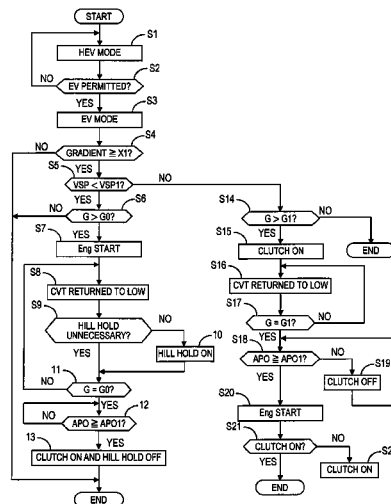 START
S1
HEV MODE
S2
NO
EV PERMITTED?
YES
S3
EV MODE
S4
NO
GRADIENT ≧ X1?
YES
S5
VSP < VSP1?
NO
YES
S6
NO
G > G0?
YES
S7
Eng START
S8
CVT RETURNED TO LOW
S9
HILL HOLD
UNNECESSARY?
NO
YES
10
HILL HOLD ON
11
NO
G = G0?
YES
12
NO
APO ≧ APO1?
YES
13
CLUTCH ON AND HILL HOLD OFF
END
S14
G > G1?
NO
YES
END
S15
CLUTCH ON
S16
CVT RETURNED TO LOW
S17
G = G1?
NO
YES
S18
APO ≧ APO1?
NO
S19
YES
CLUTCH OFF
S20
Eng START
S21
CLUTCH ON?
NO
YES
CLUTCH ON
END